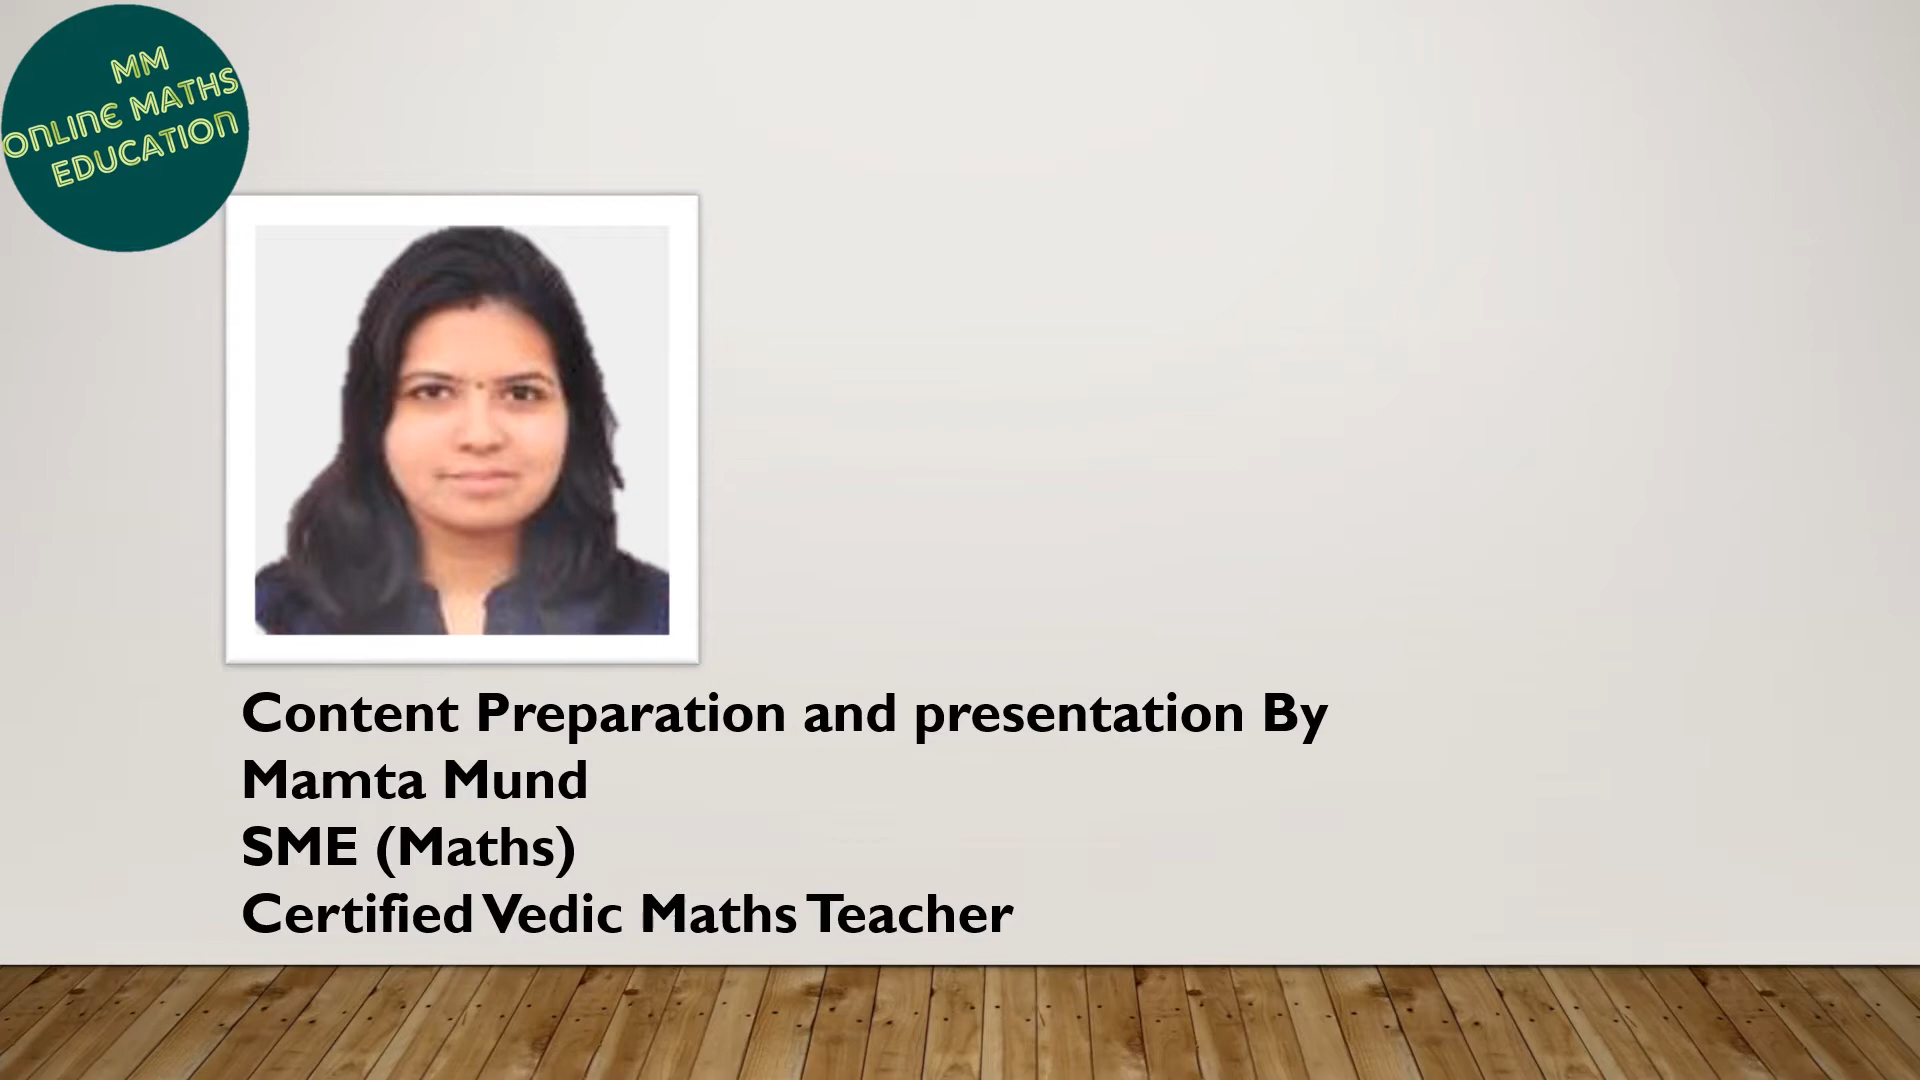 MM
ONLINE MATHS
EDUCATION
Content Preparation and presentation By
Mamta Mund
SME (Maths)
Certified Vedic Maths Teacher